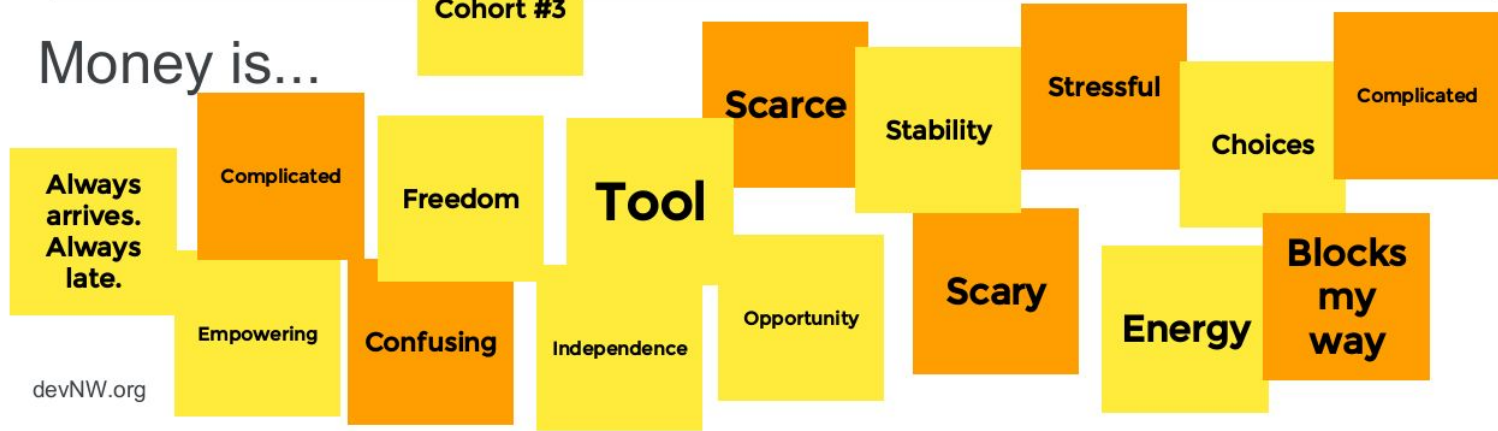 Cohort #3
Money is...
Scarce
Stability
Stressful
Choices
Complicated
Always
arrives.
Always
late.
Complicated
Freedom
Tool
Empowering
Confusing
Independence
Opportunity
Scary
Energy
Blocks
my
way
devNW.org